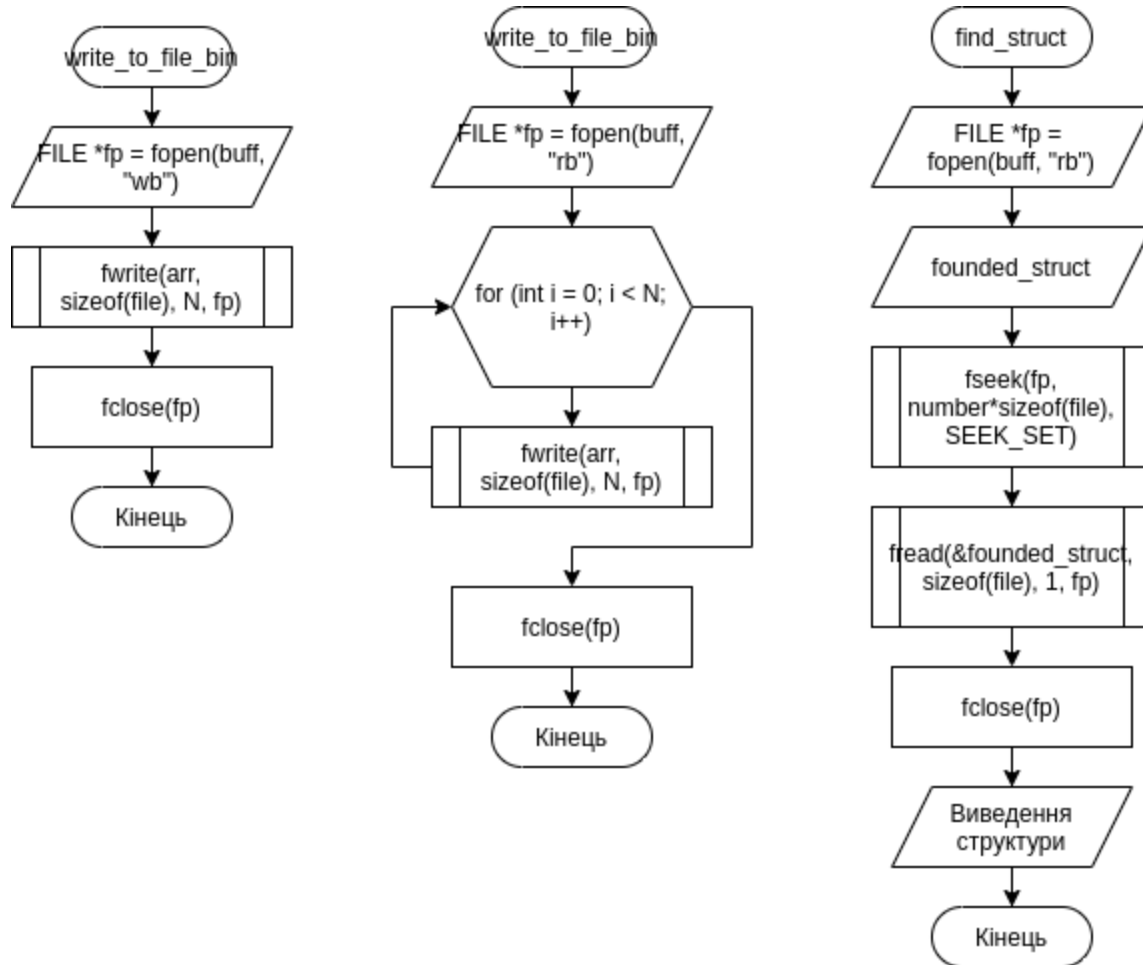 write_to_file_bin
FILE *fp = fopen(buff,
"wb")
fwrite(arr,
sizeof(file), N, fp)
fclose(fp)
Кінець
write_to_file_bin
FILE *fp = fopen(buff,
"rb")
for (int i = 0; i < N;
i++)
fwrite(arr,
sizeof(file), N, fp)
fclose(fp)
Кінець
find_struct
FILE *fp =
fopen(buff, "rb")
founded_struct
fseek(fp,
number*sizeof(file),
SEEK_SET)
fread(&founded_struct,
sizeof(file), 1, fp)
fclose(fp)
Виведення
структури
Кінець